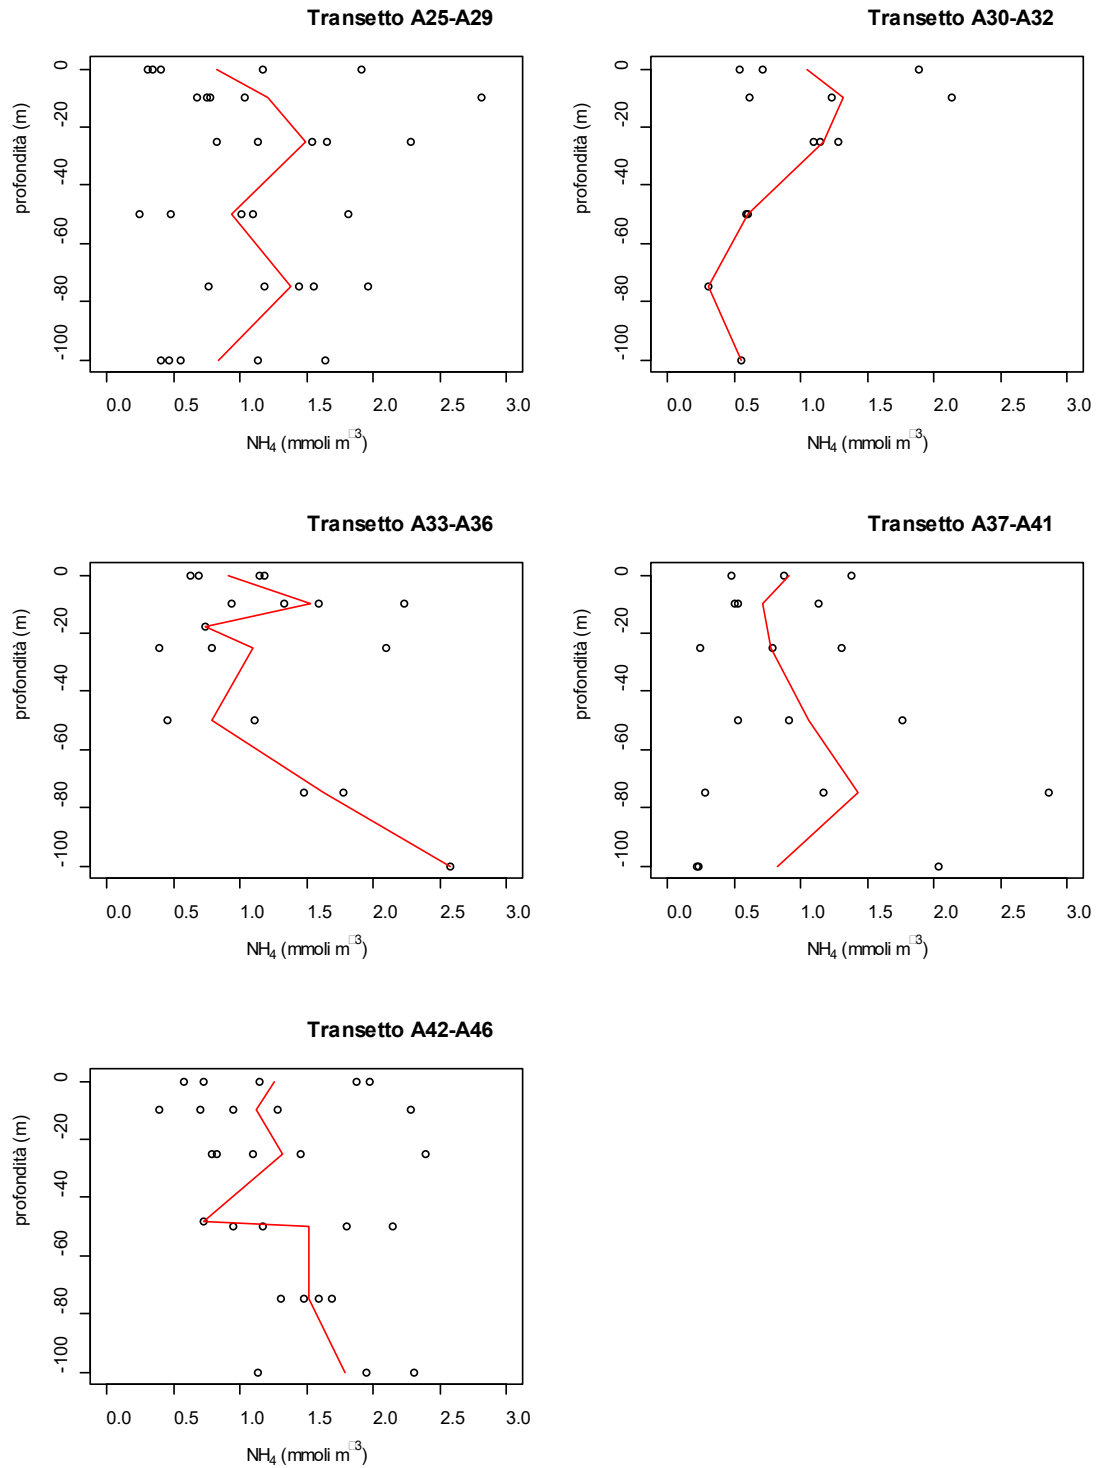 Transetto A25-A29
profondità (m)
0
-20
-40
-60
-80
-100
0.0 0.5 1.0 1.5 2.0 2.5 3.0
NH₄ (mmoli m⁻³)
Transetto A30-A32
profondità (m)
0
-20
-40
-60
-80
-100
0.0 0.5 1.0 1.5 2.0 2.5 3.0
NH₄ (mmoli m□³)
Transetto A33-A36
profondità (m)
0
-20
-40
-60
-80
-100
0.0 0.5 1.0 1.5 2.0 2.5 3.0
NH₄ (mmoli m□³)
Transetto A37-A41
profondità (m)
0
-20
-40
-60
-80
-100
0.0 0.5 1.0 1.5 2.0 2.5 3.0
NH₄ (mmoli m□³)
Transetto A42-A46
profondità (m)
0
-20
-40
-60
-80
-100
0.0 0.5 1.0 1.5 2.0 2.5 3.0
NH₄ (mmoli m□³)